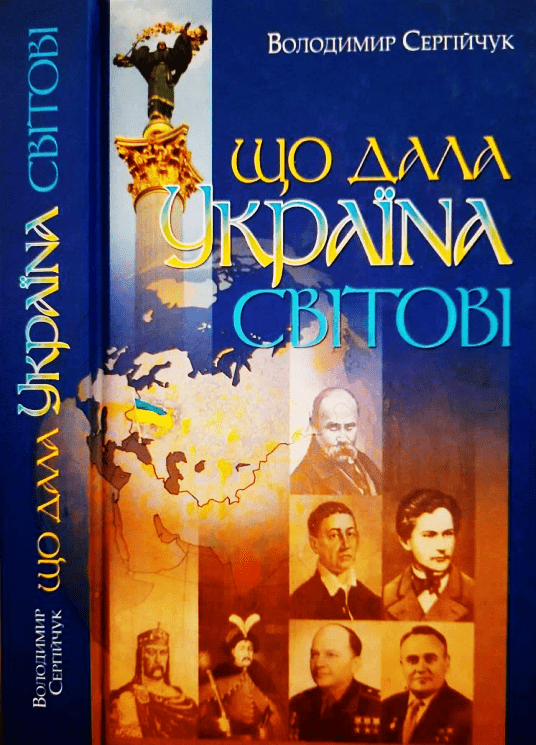 Володимир Сергійчук
Що дала
Україна
світові
Володимир
Сергійчук
Що дала Україна світові